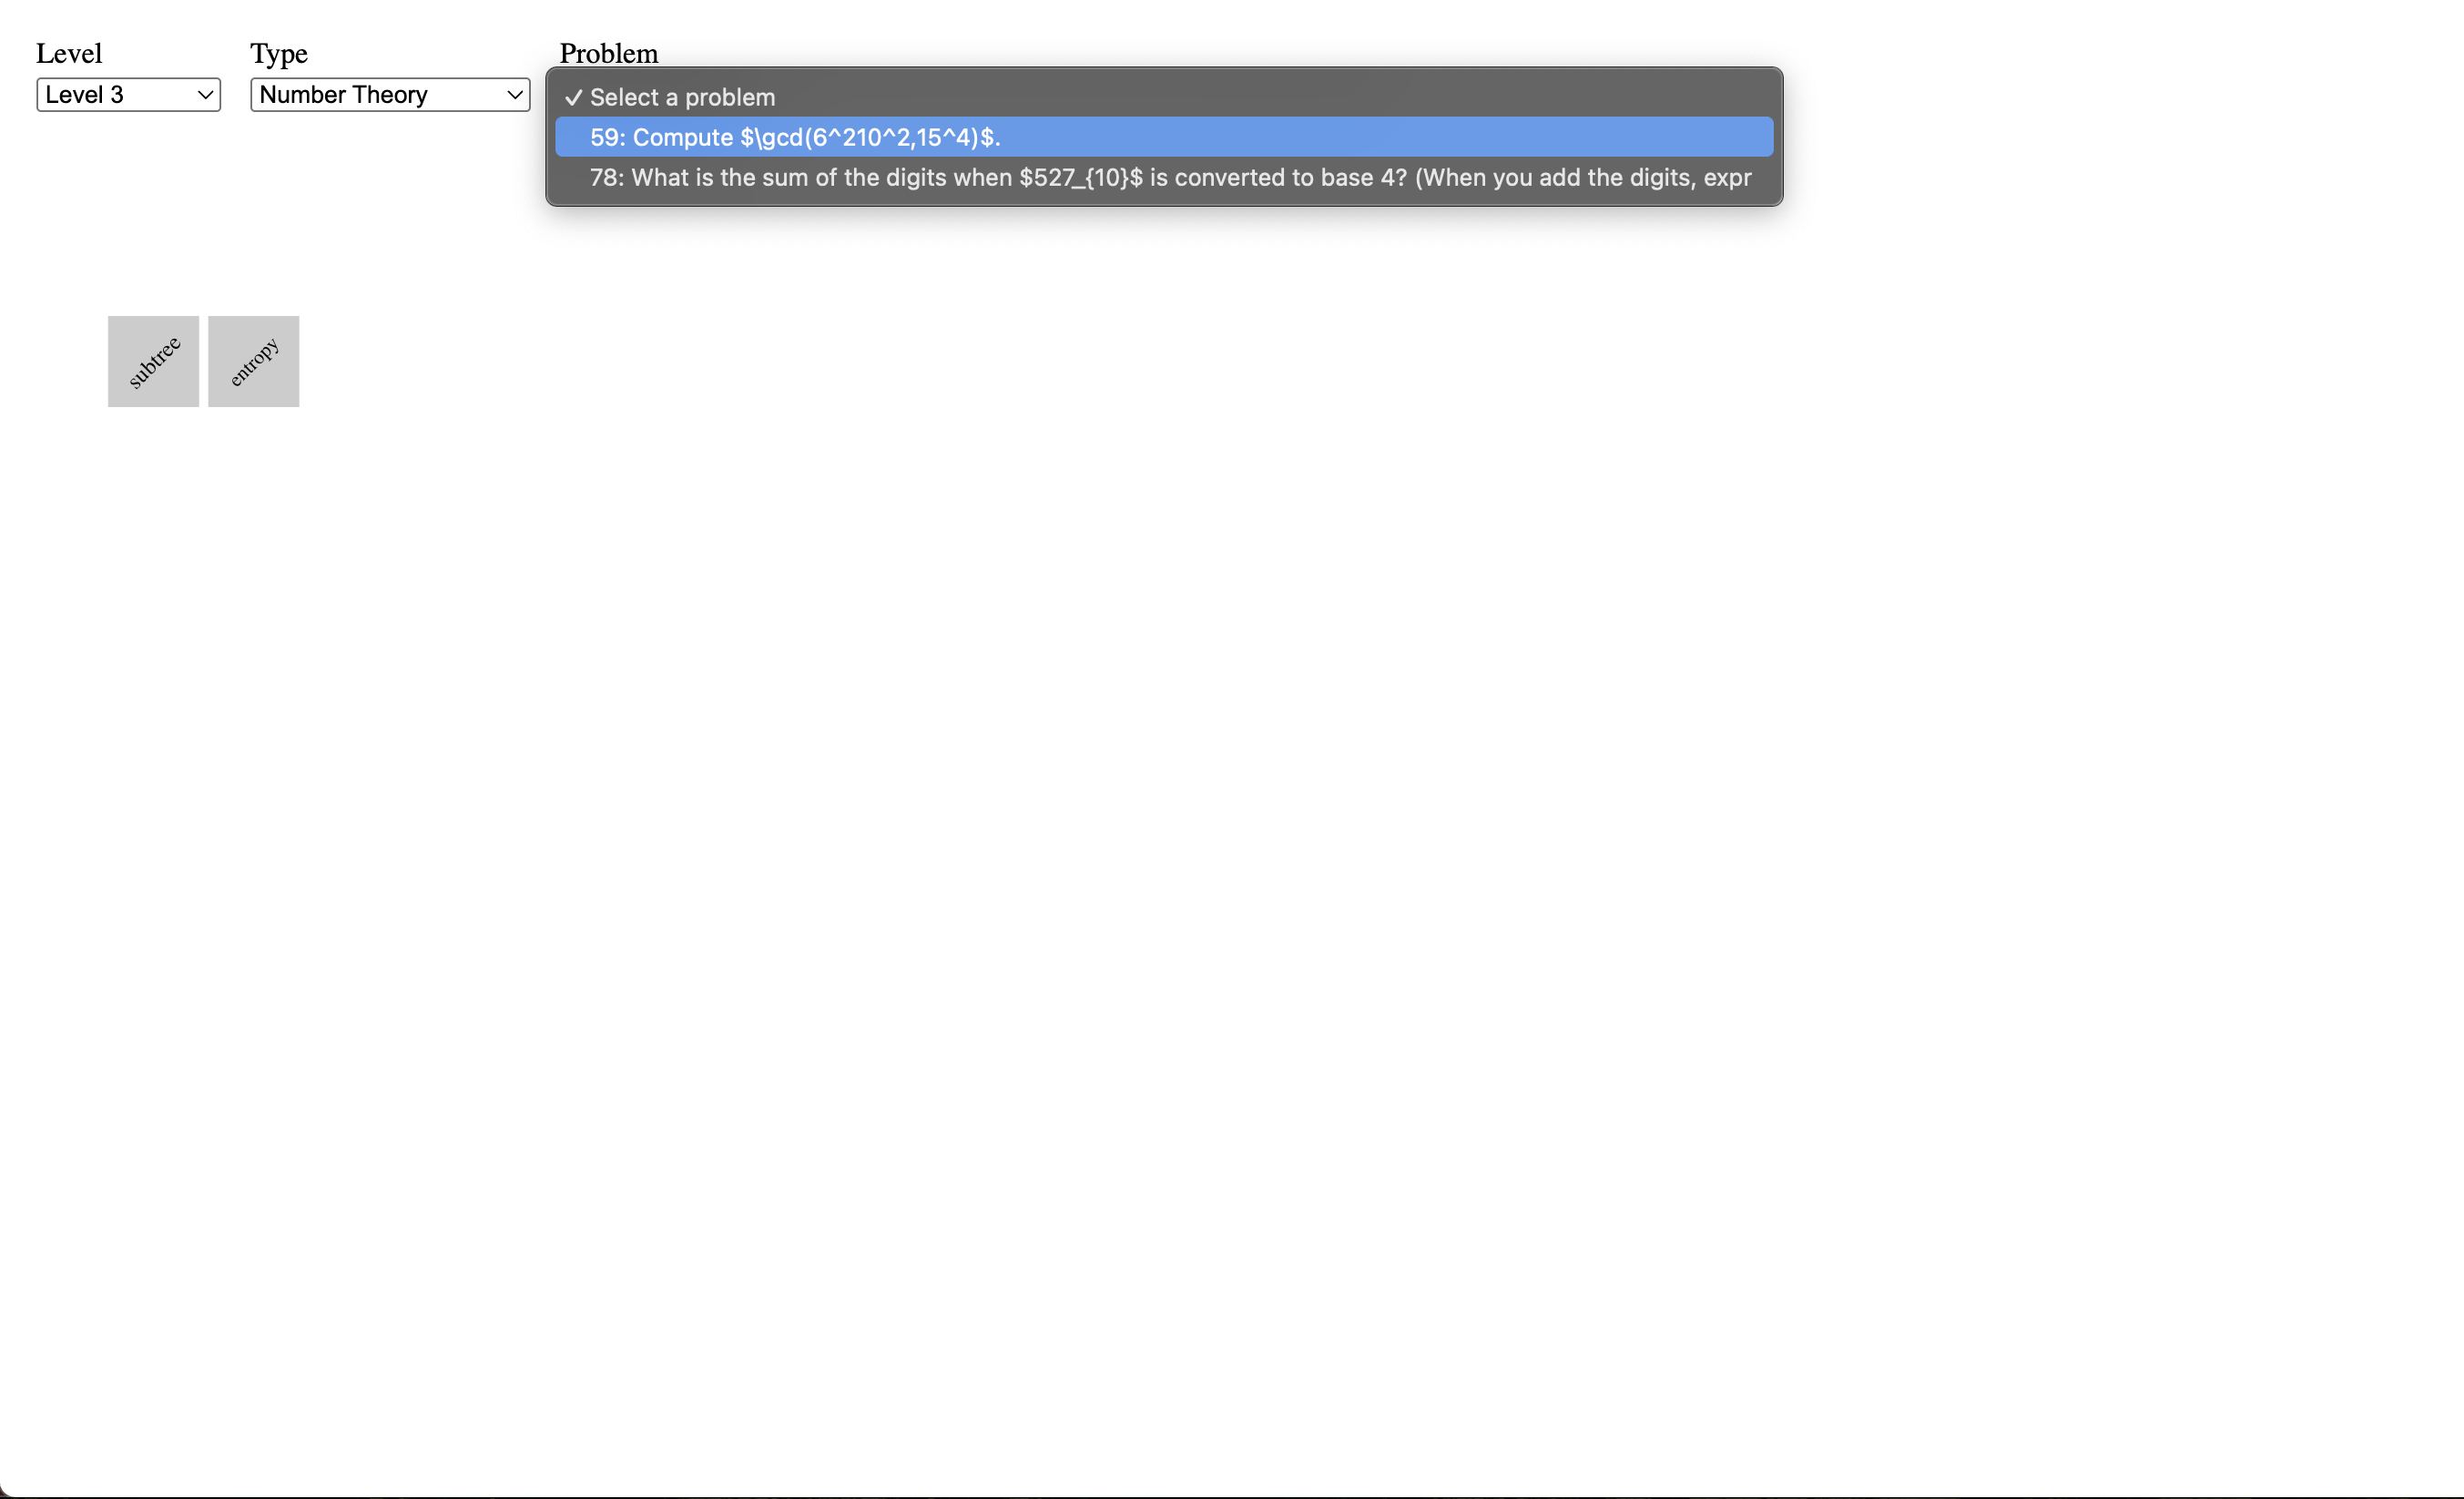 Level Type Problem
Level 3 Number Theory
✓ Select a problem
59: Compute $\gcd(6^210^2,15^4)$.
78: What is the sum of the digits when $527_{10}$ is converted to base 4? (When you add the digits, expr
subtree entropy